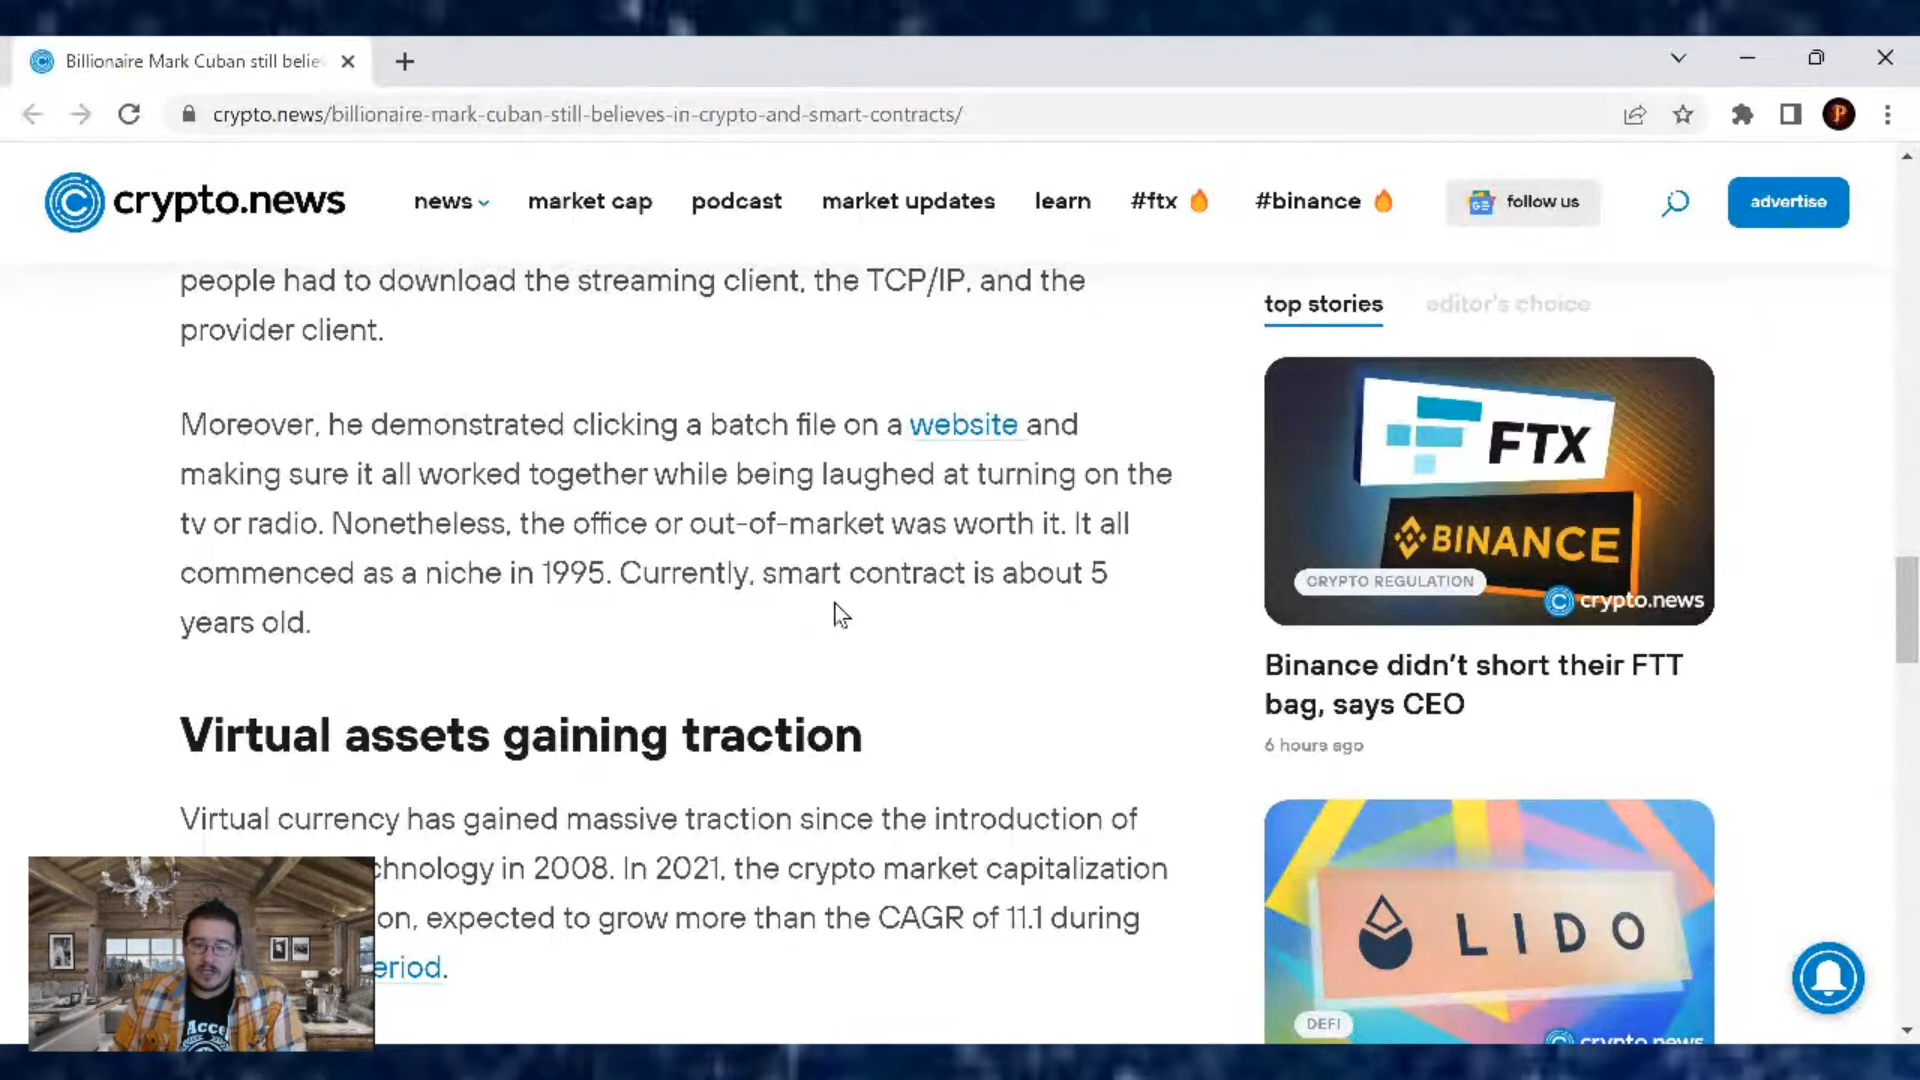 Billionaire Mark Cuban still belie
crypto.news/billionaire-mark-cuban-still-believes-in-crypto-and-smart-contracts/
crypto.news
news
market cap
podcast
market updates
learn
#ftx
#binance
follow us
advertise
people had to download the streaming client, the TCP/IP, and the
provider client.
Moreover, he demonstrated clicking a batch file on a website and
making sure it all worked together while being laughed at turning on the
tv or radio. Nonetheless, the office or out-of-market was worth it. It all
commenced as a niche in 1995. Currently, smart contract is about 5
years old.
Virtual assets gaining traction
Virtual currency has gained massive traction since the introduction of
chnology in 2008. In 2021, the crypto market capitalization
on, expected to grow more than the CAGR of 11.1 during
eriod.
Acce
top stories
editor's choice
FTX
BINANCE
CRYPTO REGULATION
crypto.news
Binance didn't short their FTT
bag, says CEO
6 hours ago
LIDO
DEFI
crypto.news